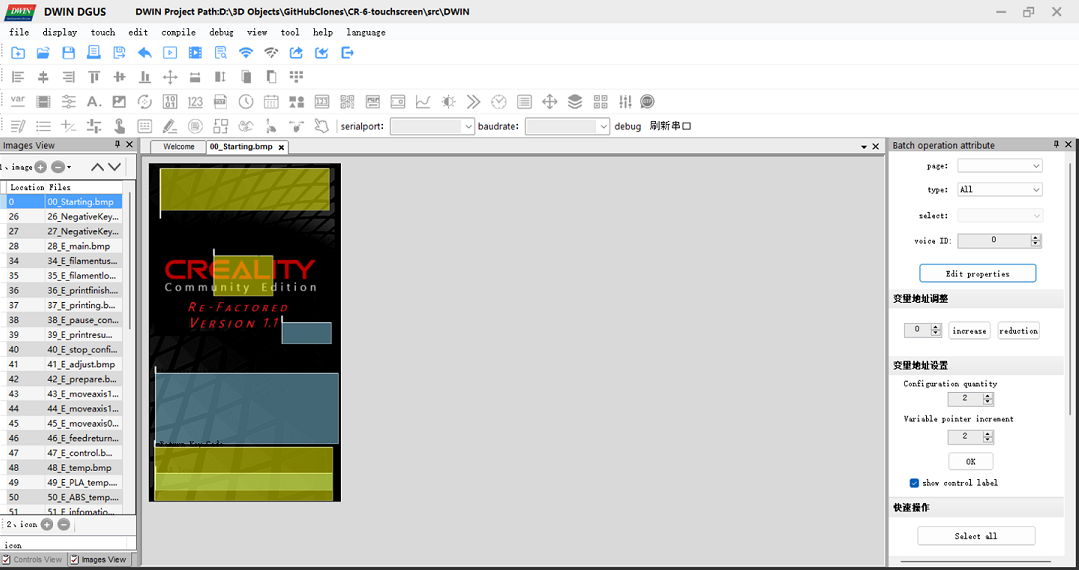 DWIN DWIN DGUS DWIN Project Path:D:\3D Objects\GitHubClones\CR-6-touchscreen\src\DWIN
file display touch edit compile debug view tool help language
var A. 123
serialport: baudrate: debug 刷新串口
Images View
Welcome 00_Starting.bmp
Batch operation attribute
1、image
Location Files
0 00_Starting.bmp
26 26_NegativeKey...
27 27_NegativeKey...
28 28_E_main.bmp
34 34_E_filamentus...
35 35_E_filamentlo...
36 36_E_printfinish....
37 37_E_printing.b...
38 38_E_pause_con...
39 39_E_printresu...
40 40_E_stop_confi...
41 41_E_adjust.bmp
42 42_E_prepare.b...
43 43_E_moveaxis1...
44 44_E_moveaxis1...
45 45_E_moveaxis0...
46 46_E_feedreturn...
47 47_E_control.b...
48 48_E_temp.bmp
49 49_E_PLA_temp....
50 50_E_ABS_temp....
51 51_E_infomatio...
2、icon
icon
Controls View Images View
CREALITY
Community Edition
RE-FACTORED
VERSION 1.1
page:
type: All
select:
voice ID: 0
Edit properties
变量地址调整
0 increase reduction
变量地址设置
Configuration quantity
2
Variable pointer increment
2
OK
show control label
快速操作
Select all